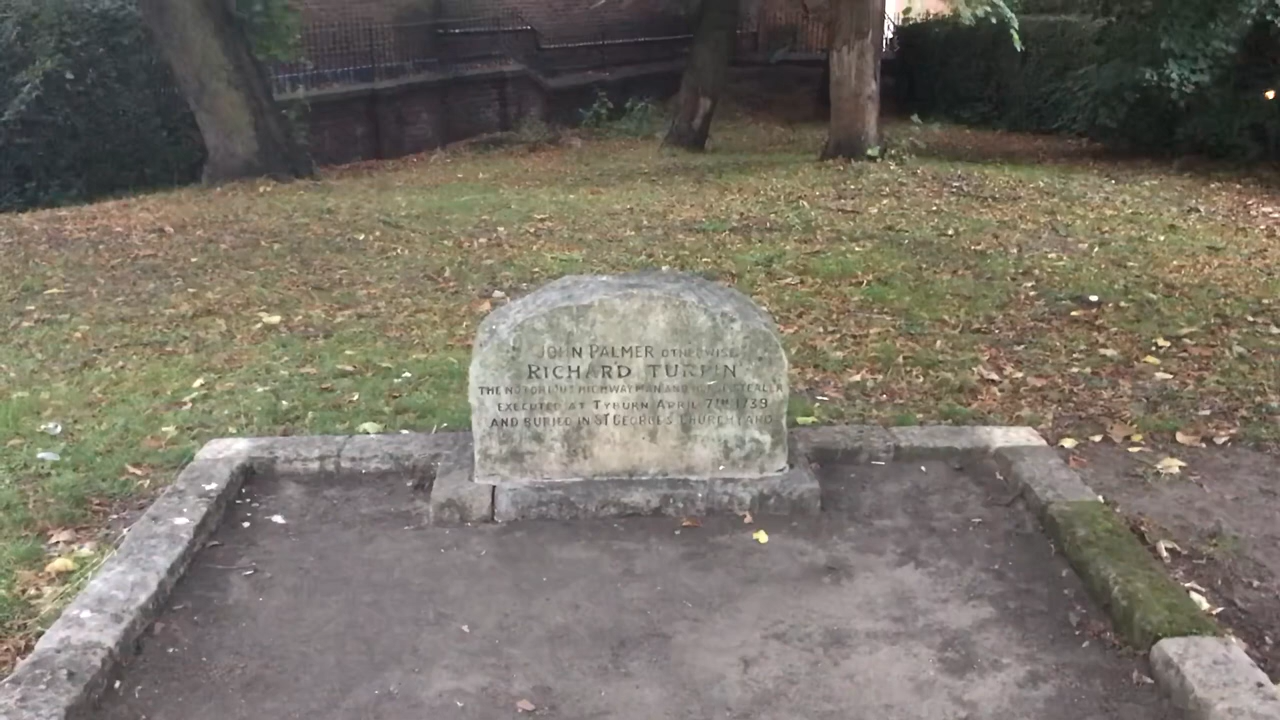 JOHN PALMER OTHERWISE
RICHARD TURPIN
THE NOTORIOUS HIGHWAYMAN AND HORSE STEALER
EXECUTED AT TYBURN APRIL 7TH 1739
AND BURIED IN ST GEORGE'S CHURCHYARD